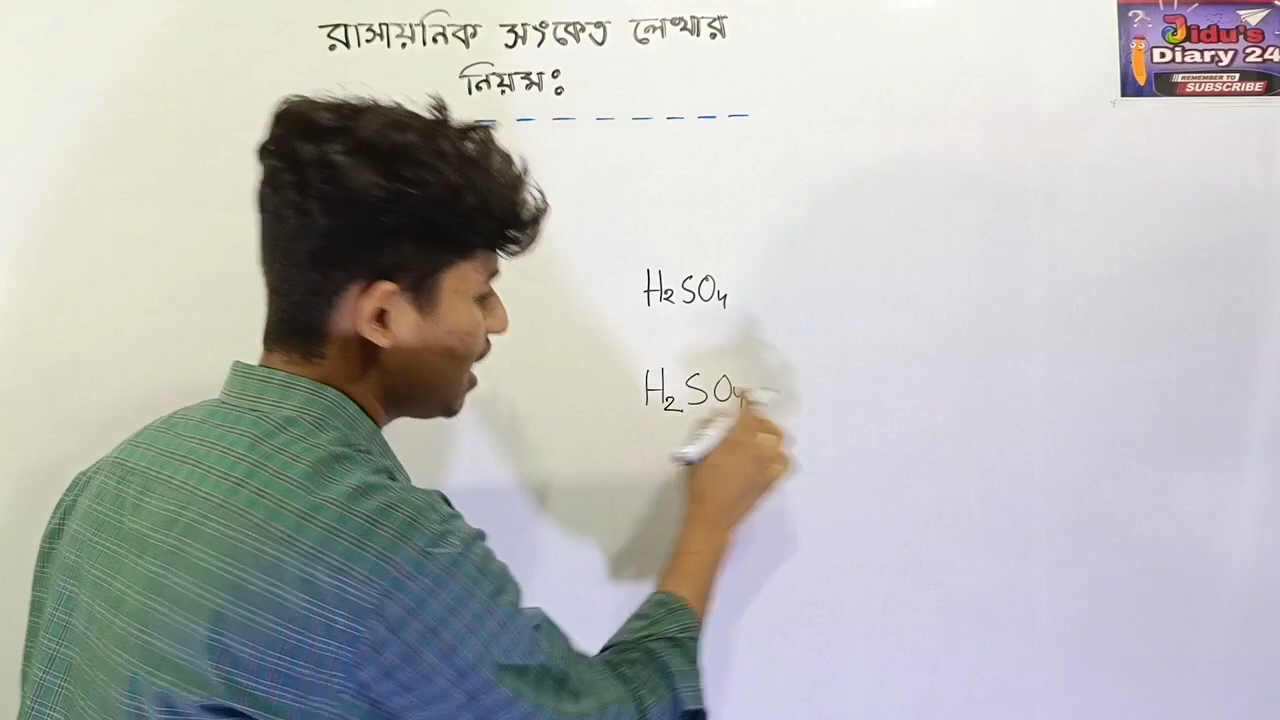 রাসায়নিক সংকেত লেখার
নিয়মঃ
Jidu's
Diary 24
REMEMBER TO
SUBSCRIBE
H₂SO₄
H₂SO₄